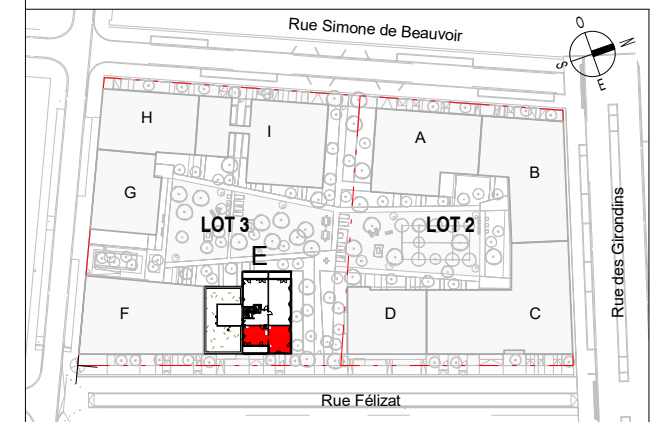 Rue Simone de Beauvoir
O
N
S
E
H
I
A
B
G
LOT 3
LOT 2
E
F
D
C
Rue des Girondins
Rue Félizat